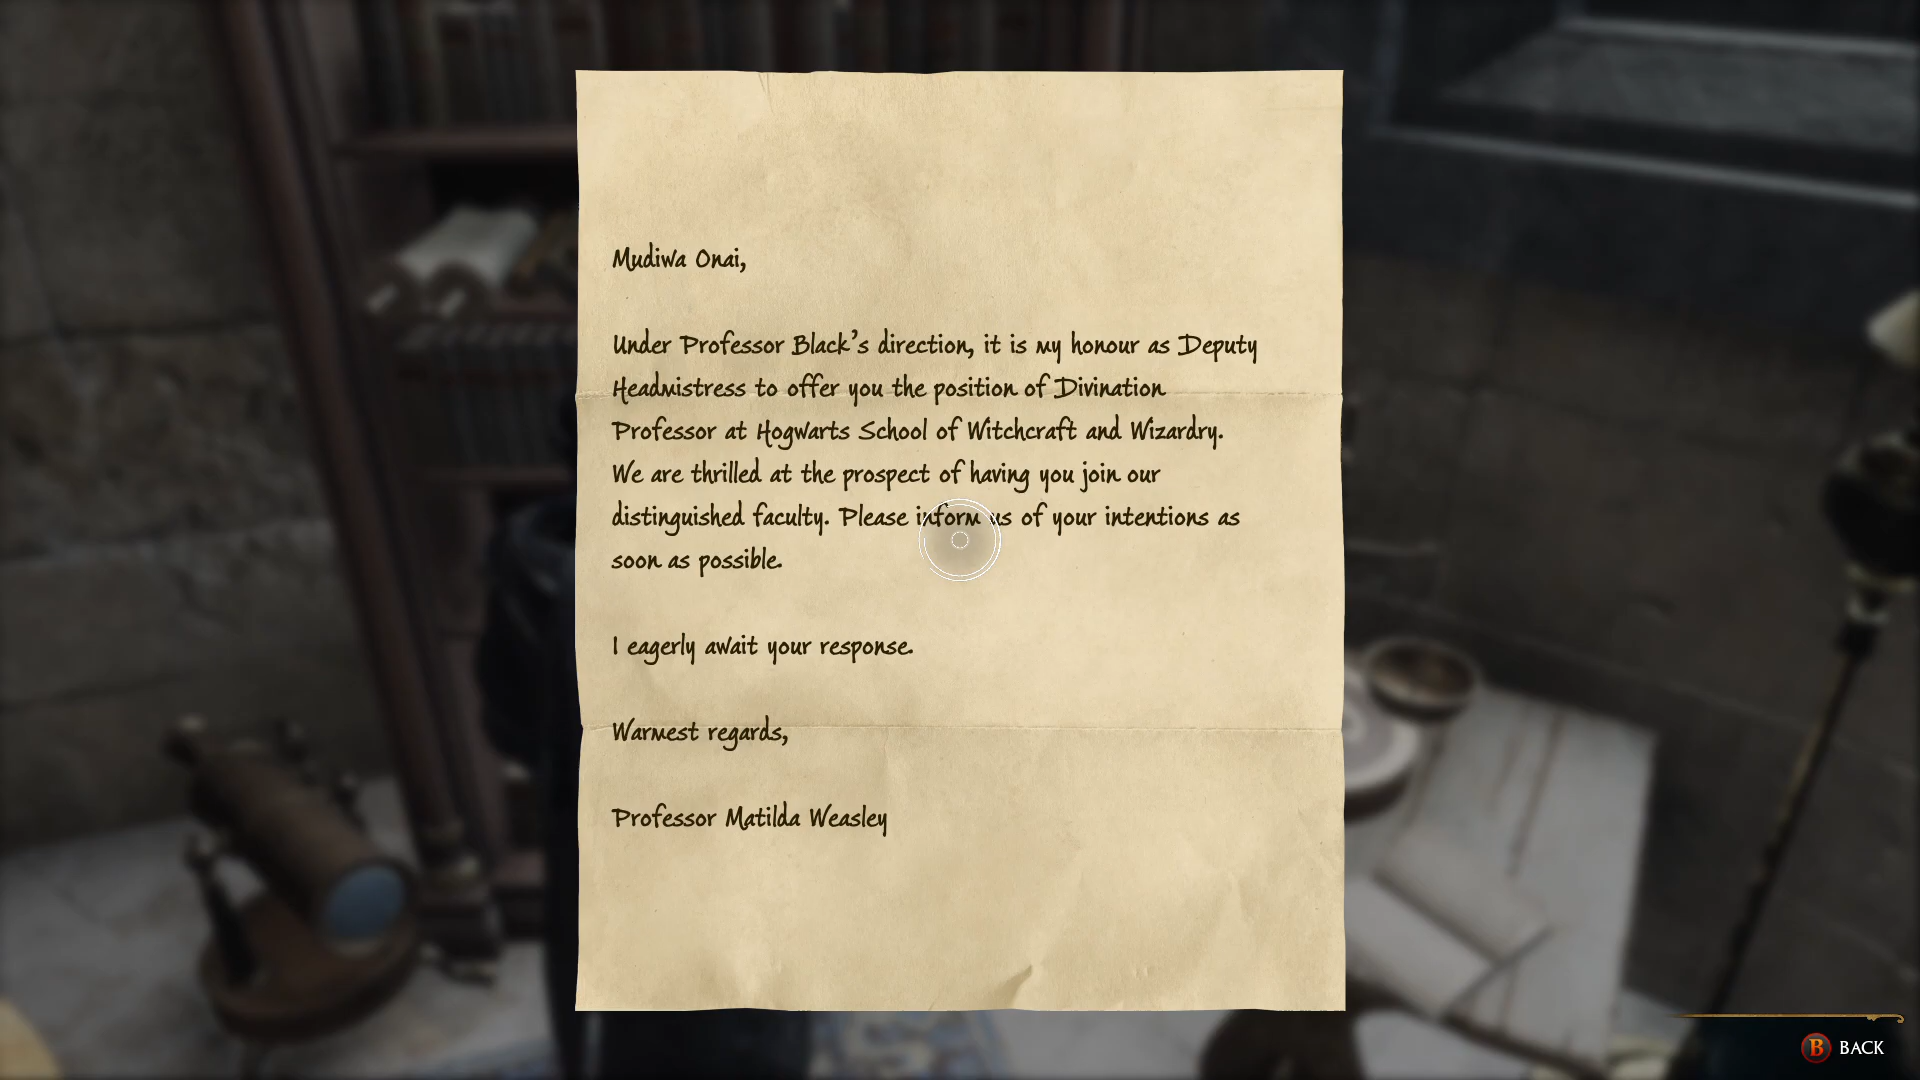 Mudiwa Onai,
Under Professor Black's direction, it is my honour as Deputy
Headmistress to offer you the position of Divination
Professor at Hogwarts School of Witchcraft and Wizardry.
We are thrilled at the prospect of having you join our
distinguished faculty. Please inform us of your intentions as
soon as possible.
I eagerly await your response.
Warmest regards,
Professor Matilda Weasley
B BACK